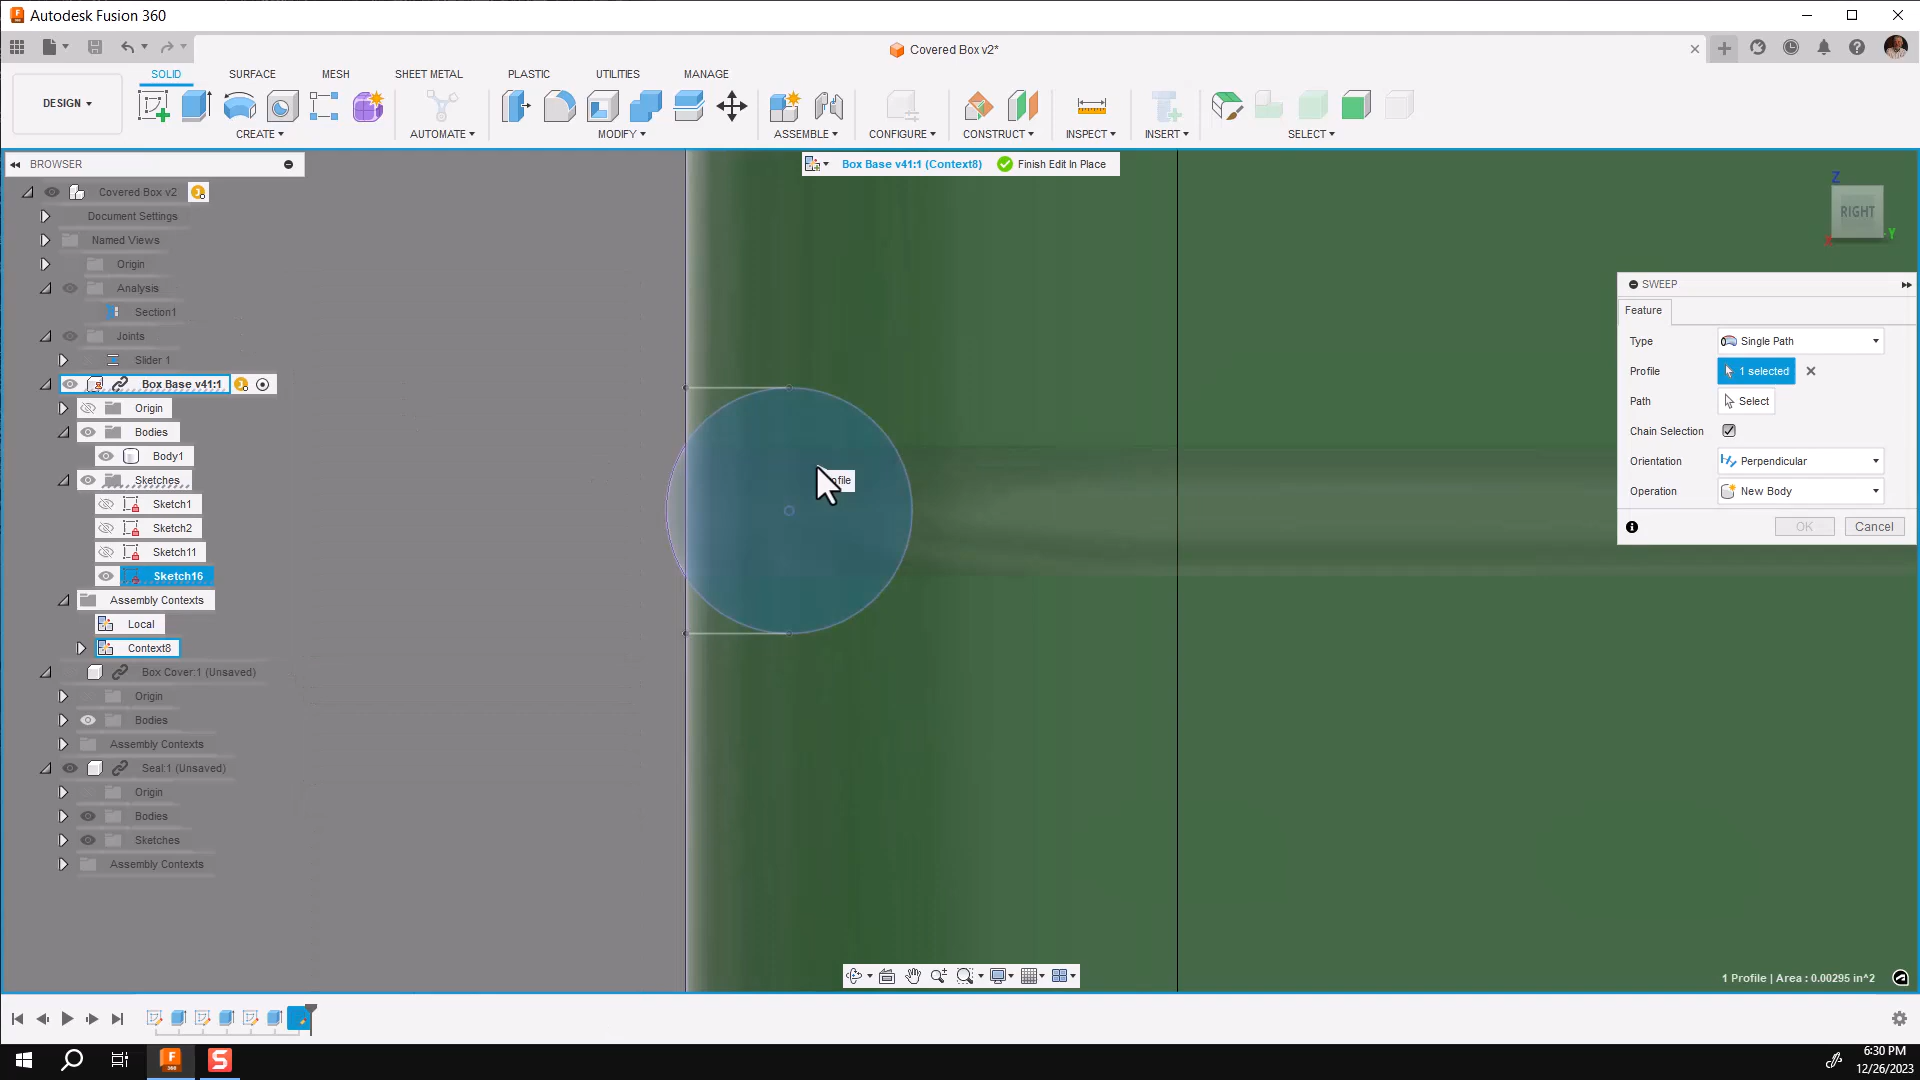 Autodesk Fusion 360
Covered Box v2*
SOLID SURFACE MESH SHEET METAL PLASTIC UTILITIES MANAGE
DESIGN
CREATE AUTOMATE MODIFY ASSEMBLE CONFIGURE CONSTRUCT INSPECT INSERT SELECT
BROWSER
Box Base v41:1 (Context8) Finish Edit In Place
Covered Box v2
Document Settings
Named Views
Origin
Analysis
Section1
Joints
Slider 1
Box Base v41:1
Origin
Bodies
Body1
Sketches
Sketch1
Sketch2
Sketch11
Sketch16
Assembly Contexts
Local
Context8
Box Cover:1 (Unsaved)
Origin
Bodies
Assembly Contexts
Seal:1 (Unsaved)
Origin
Bodies
Sketches
Assembly Contexts
Z
RIGHT
Y
SWEEP
Feature
Type Single Path
Profile 1 selected
Path Select
Chain Selection
Orientation Perpendicular
Operation New Body
OK Cancel
1 Profile | Area : 0.00295 in^2
F
360
S
6:30 PM
12/26/2023